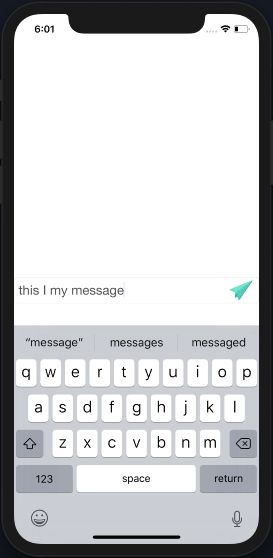 6:01
this I my message
“message”
messages
messaged
q w e r t y u i o p
a s d f g h j k l
z x c v b n m
123 space return